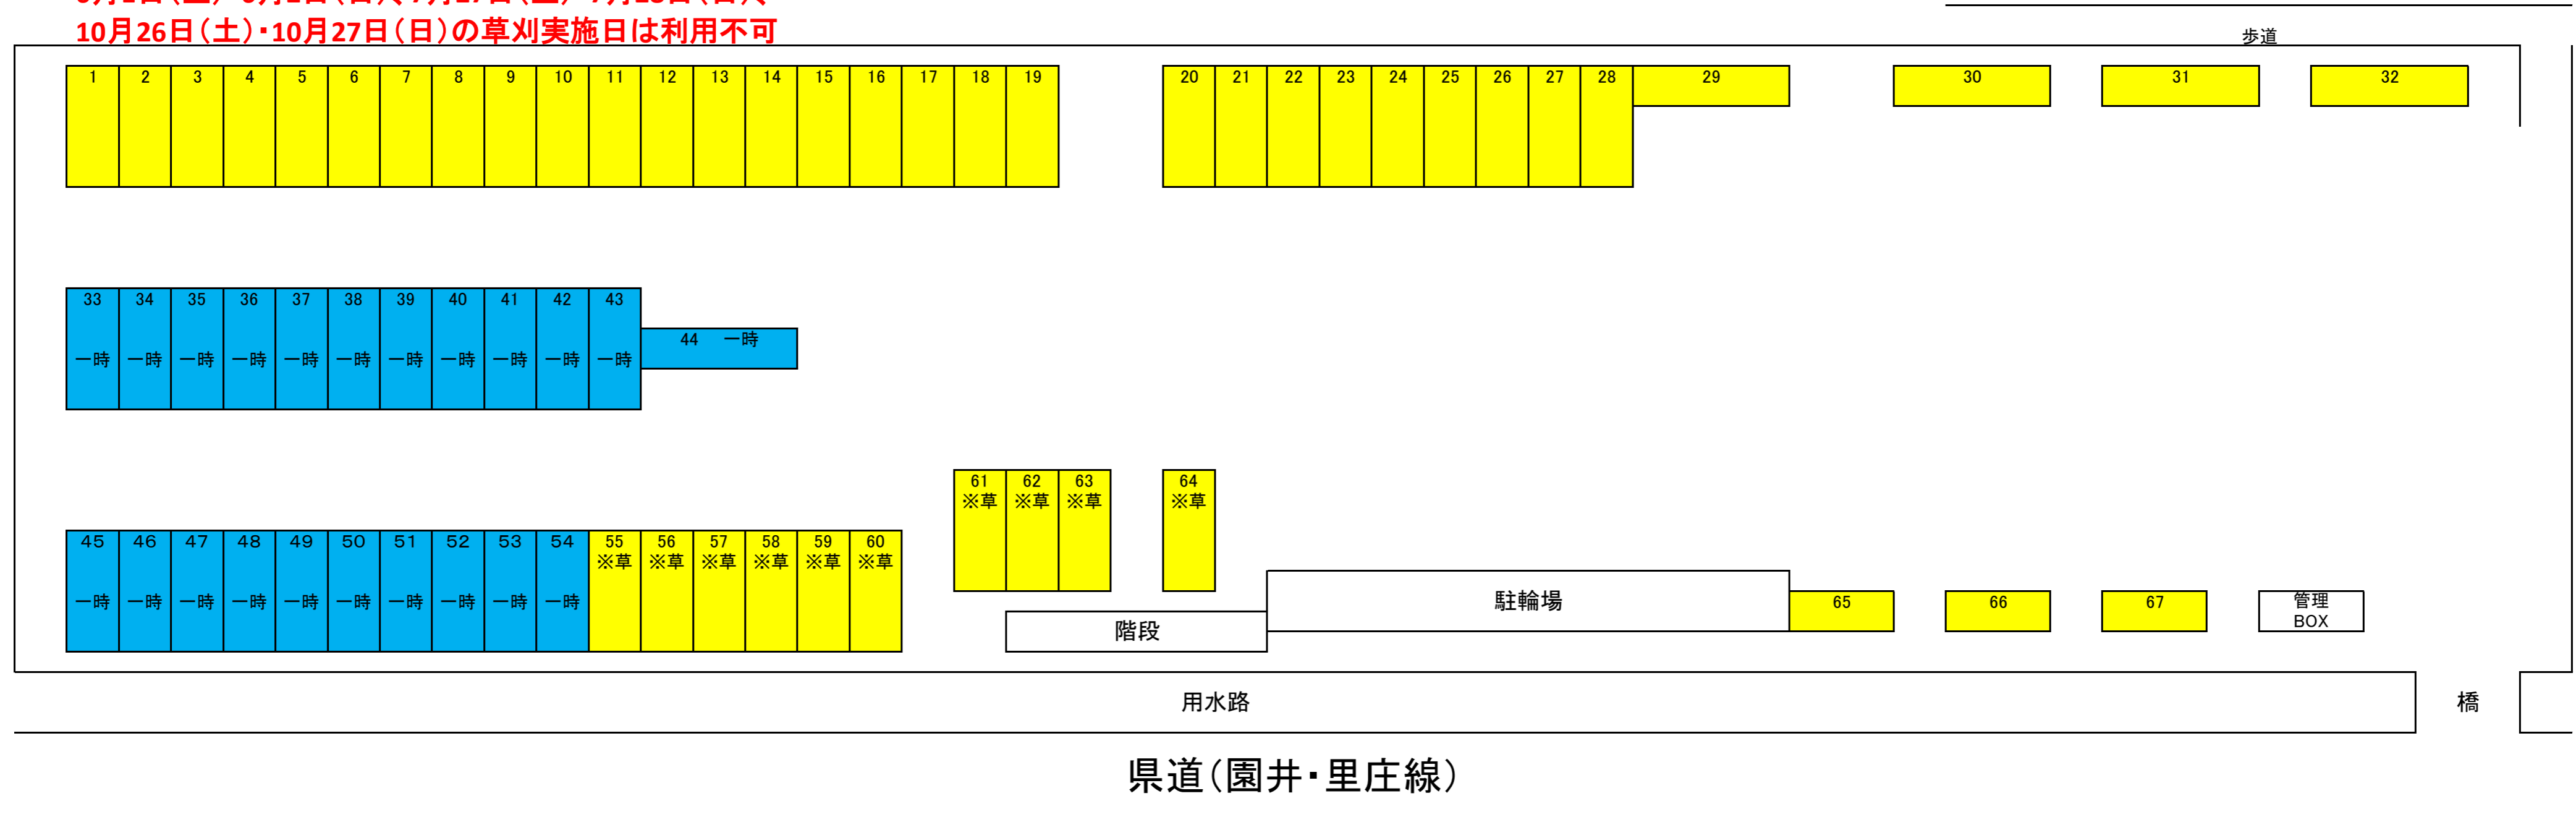 10月26日(土)・10月27日(日)の草刈実施日は利用不可
歩道
1 2 3 4 5 6 7 8 9 10 11 12 13 14 15 16 17 18 19 20 21 22 23 24 25 26 27 28 29 30 31 32
33 34 35 36 37 38 39 40 41 42 43
44 一時
一時 一時 一時 一時 一時 一時 一時 一時 一時 一時 一時
61 62 63 64
※草 ※草 ※草 ※草
45 46 47 48 49 50 51 52 53 54 55 56 57 58 59 60
※草 ※草 ※草 ※草 ※草 ※草
一時 一時 一時 一時 一時 一時 一時 一時 一時 一時
駐輪場
65 66 67
管理
BOX
階段
用水路
橋
県道(園井・里庄線)